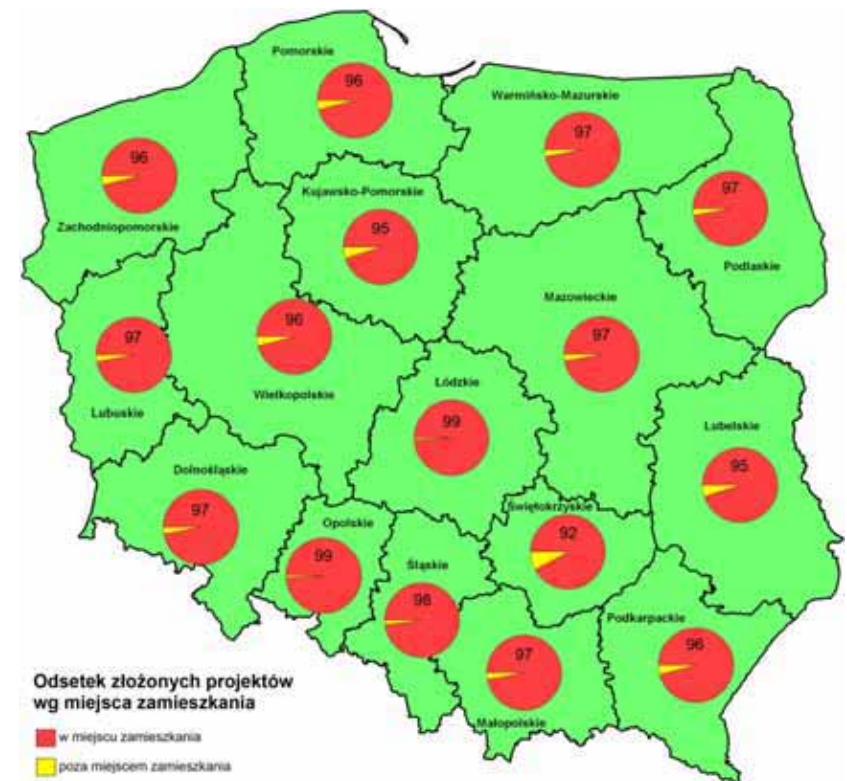 Pomorskie
96
Warmińsko-Mazurskie
97
96
Zachodniopomorskie
Kujawsko-Pomorskie
95
97
Podlaskie
Mazowieckie
97
96
Wielkopolskie
97
Lubuskie
Łódzkie
99
Lubelskie
95
Dolnośląskie
97
Opolskie
99
Świętokrzyskie
92
Śląskie
98
Podkarpackie
96
97
Małopolskie
Odsetek złożonych projektów
wg miejsca zamieszkania
w miejscu zamieszkania
poza miejscem zamieszkania